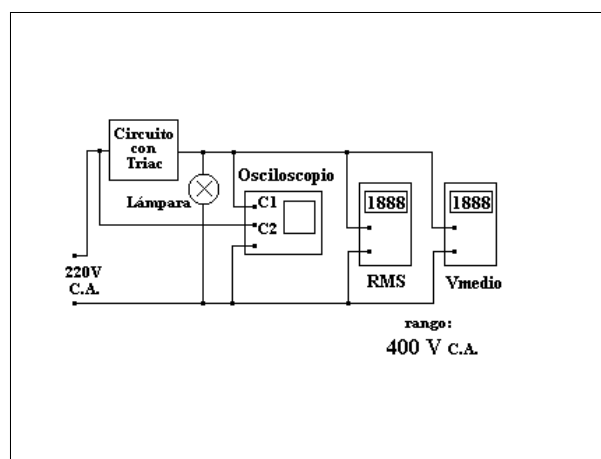 Circuito
con
Triac
Osciloscopio
Lámpara
C1
C2
1888
1888
220V
C.A.
RMS
Vmedio
rango:
400 V C.A.